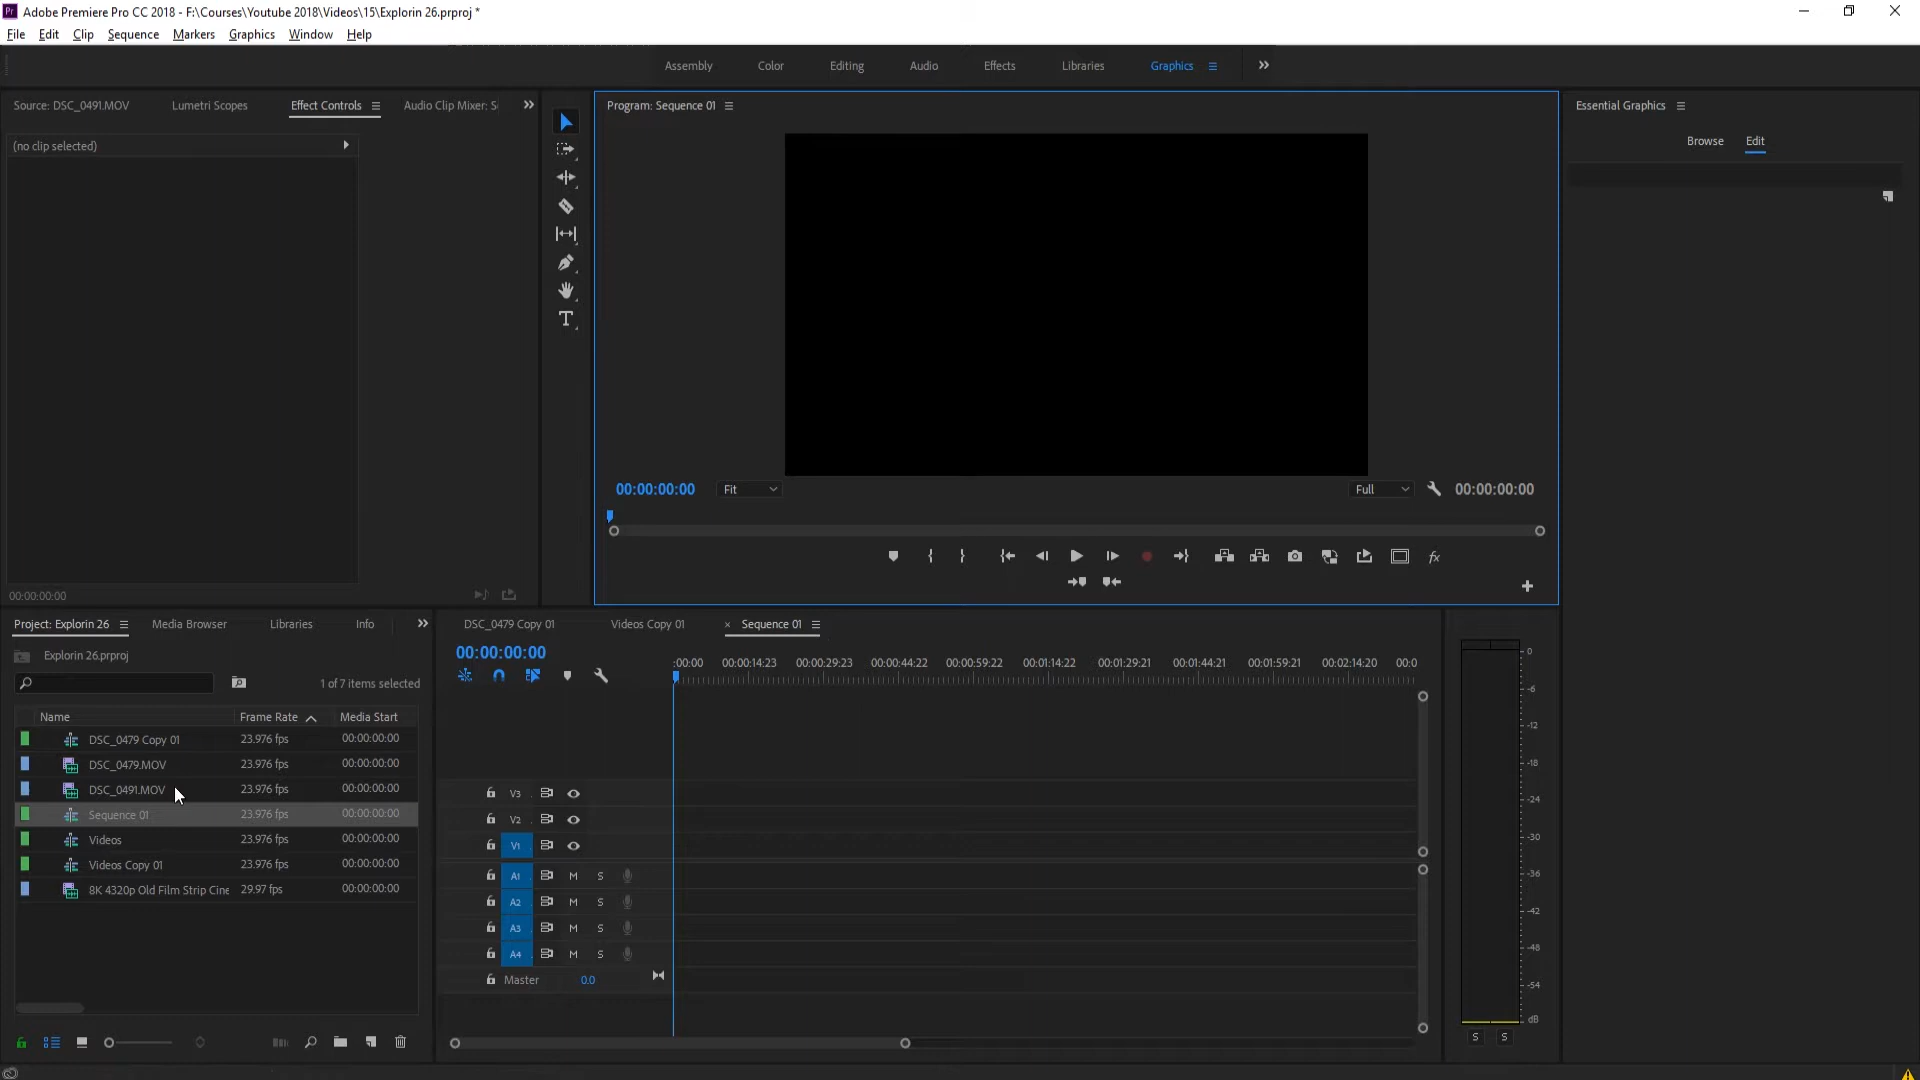 Pr Adobe Premiere Pro CC 2018 - F:\Courses\Youtube 2018\Videos\15\Explorin 26.prproj *
File Edit Clip Sequence Markers Graphics Window Help
Assembly Color Editing Audio Effects Libraries Graphics
Source: DSC_0491.MOV Lumetri Scopes Effect Controls Audio Clip Mixer: S
Program: Sequence 01
Essential Graphics
Browse Edit
(no clip selected)
00:00:00:00 Fit Full 00:00:00:00
00:00:00:00
Project: Explorin 26 Media Browser Libraries Info
DSC_0479 Copy 01 Videos Copy 01 × Sequence 01
Explorin 26.prproj
1 of 7 items selected
Name Frame Rate Media Start
DSC_0479 Copy 01 23.976 fps 00:00:00:00
DSC_0479.MOV 23.976 fps 00:00:00:00
DSC_0491.MOV 23.976 fps 00:00:00:00
Sequence 01 23.976 fps 00:00:00:00
Videos 23.976 fps 00:00:00:00
Videos Copy 01 23.976 fps 00:00:00:00
8K 4320p Old Film Strip Cine 29.97 fps 00:00:00:00
00:00:00:00
:00:00 00:00:14:23 00:00:29:23 00:00:44:22 00:00:59:22 00:01:14:22 00:01:29:21 00:01:44:21 00:01:59:21 00:02:14:20 00:0
V3
V2
V1
A1 M S
A2 M S
A3 M S
A4 M S
Master 0.0
0
-6
-12
-18
-24
-30
-36
-42
-48
-54
dB
S S